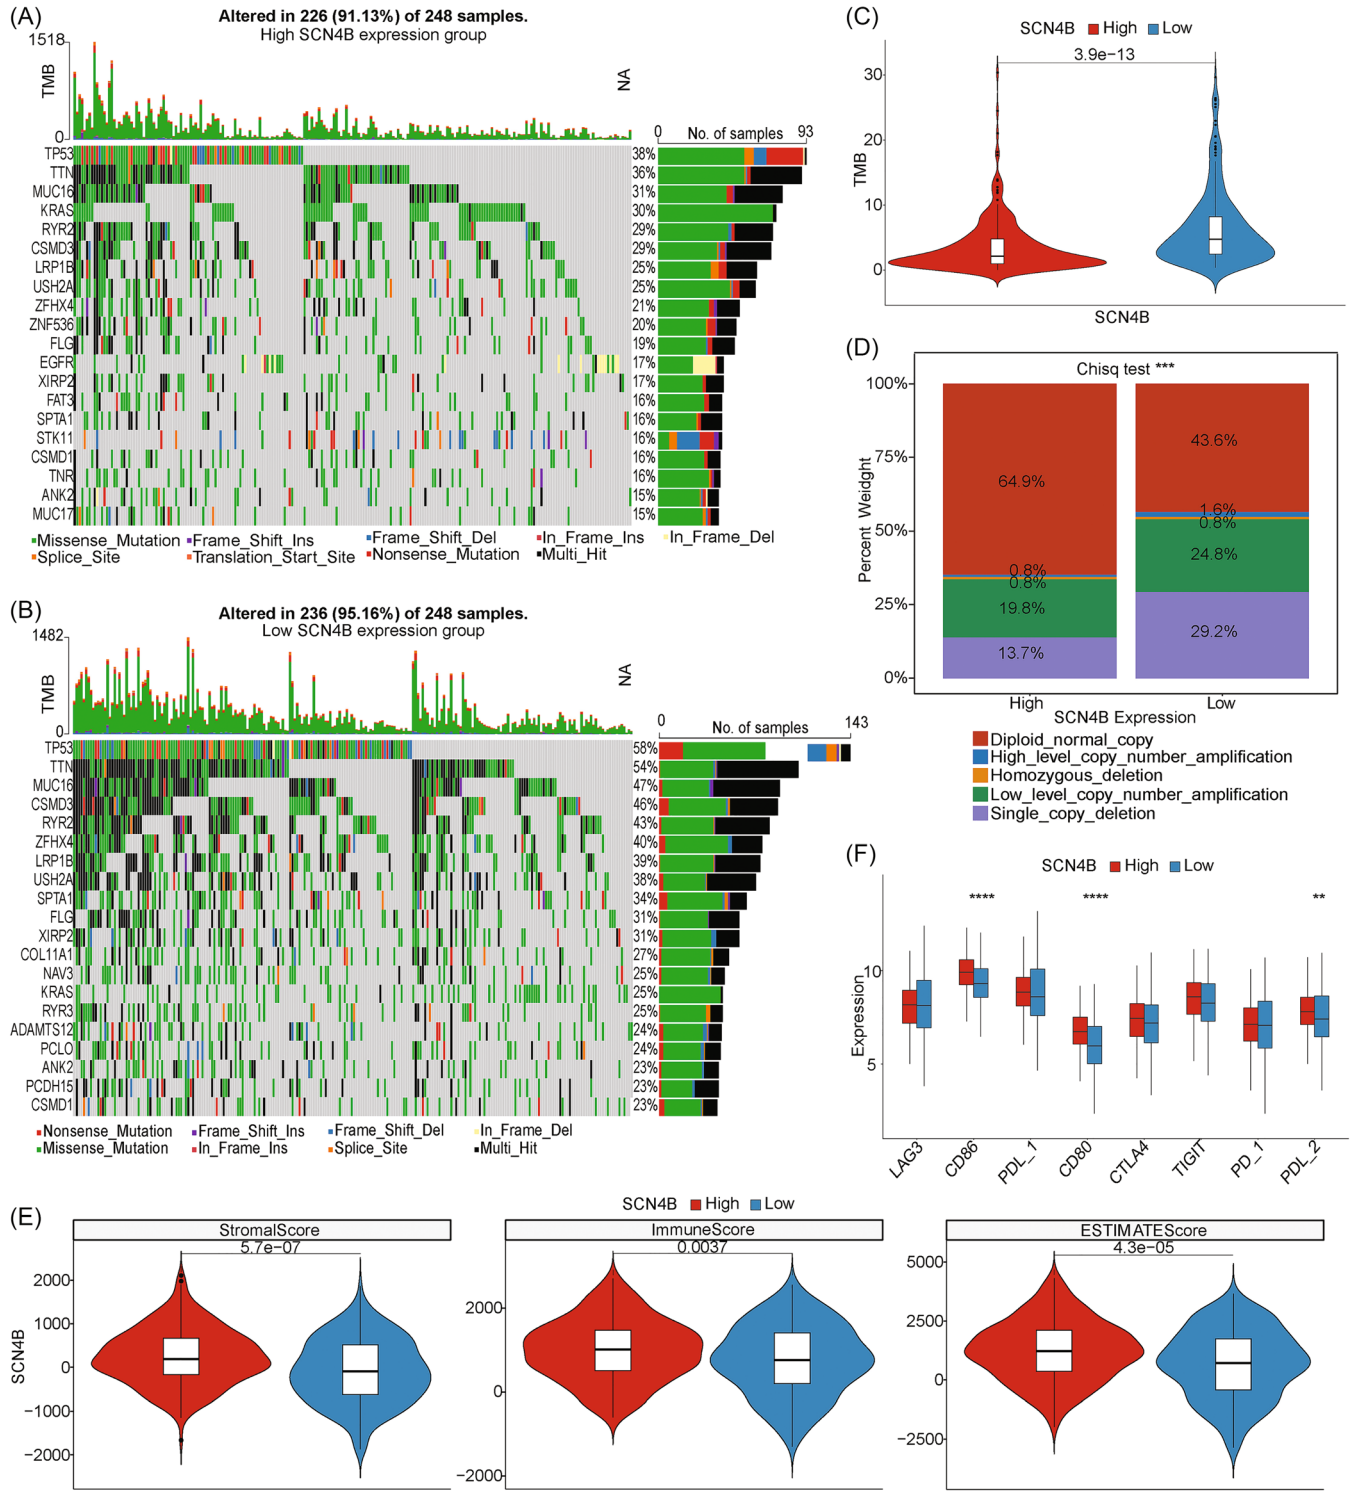 (A)
Altered in 226 (91.13%) of 248 samples.
High SCN4B expression group
1518
TMB
0
NA
0 No. of samples 93
TP53 38%
TTN 36%
MUC16 31%
KRAS 30%
RYR2 29%
CSMD3 29%
LRP1B 25%
USH2A 25%
ZFHX4 21%
ZNF536 20%
FLG 19%
EGFR 17%
XIRP2 17%
FAT3 16%
SPTA1 16%
STK11 16%
CSMD1 16%
TNR 16%
ANK2 15%
MUC17 15%
Missense_Mutation Frame_Shift_Ins Frame_Shift_Del In_Frame_Ins In_Frame_Del
Splice_Site Translation_Start_Site Nonsense_Mutation Multi_Hit
(B)
Altered in 236 (95.16%) of 248 samples.
Low SCN4B expression group
1482
TMB
0
NA
0 No. of samples 143
TP53 58%
TTN 54%
MUC16 47%
CSMD3 46%
RYR2 43%
ZFHX4 40%
LRP1B 39%
USH2A 38%
SPTA1 34%
FLG 31%
XIRP2 31%
COL11A1 27%
NAV3 25%
KRAS 25%
RYR3 25%
ADAMTS12 24%
PCLO 24%
ANK2 23%
PCDH15 23%
CSMD1 23%
Nonsense_Mutation Frame_Shift_Ins Frame_Shift_Del In_Frame_Del
Missense_Mutation In_Frame_Ins Splice_Site Multi_Hit
(C)
SCN4B High Low
3.9e−13
TMB
30
20
10
0
SCN4B
(D)
Chisq test ***
Percent Weidght
100%
75%
50%
25%
0%
64.9%
0.8%
0.8%
19.8%
13.7%
43.6%
1.6%
0.8%
24.8%
29.2%
High Low
SCN4B Expression
Diploid_normal_copy
High_level_copy_number_amplification
Homozygous_deletion
Low_level_copy_number_amplification
Single_copy_deletion
(F)
SCN4B High Low
**** **** **
Expression
10
5
LAG3 CD86 PDL_1 CD80 CTLA4 TIGIT PD_1 PDL_2
(E)
SCN4B High Low
SCN4B
StromalScore
5.7e−07
2000
1000
0
−1000
−2000
ImmuneScore
0.0037
2000
0
−2000
ESTIMATEScore
4.3e−05
5000
2500
0
−2500